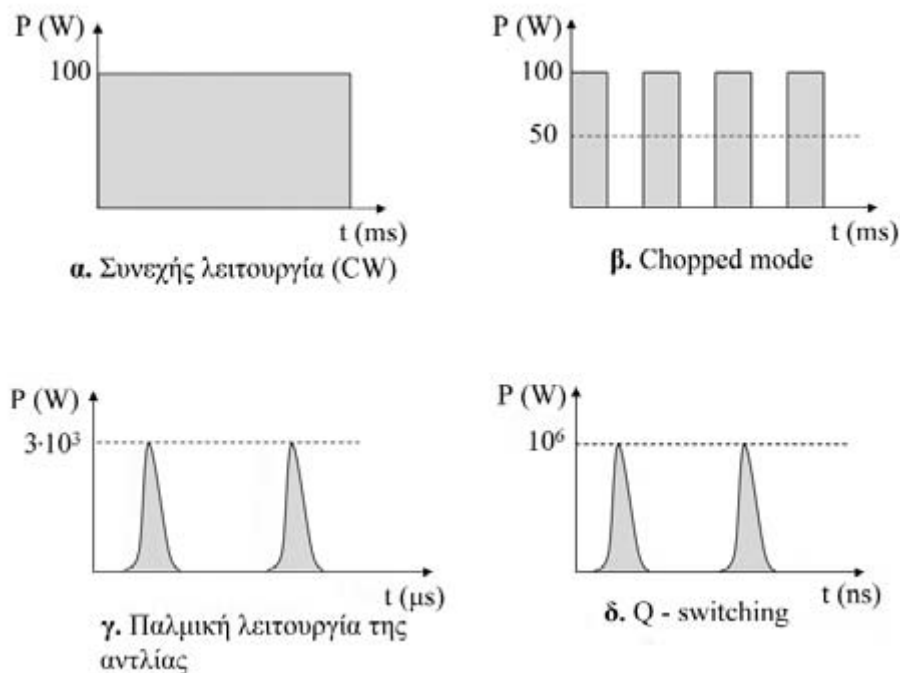 P (W)
100
t (ms)
α. Συνεχής λειτουργία (CW)
P (W)
100
50
t (ms)
β. Chopped mode
P (W)
3·10³
t (μs)
γ. Παλμική λειτουργία της
αντλίας
P (W)
10⁶
t (ns)
δ. Q - switching